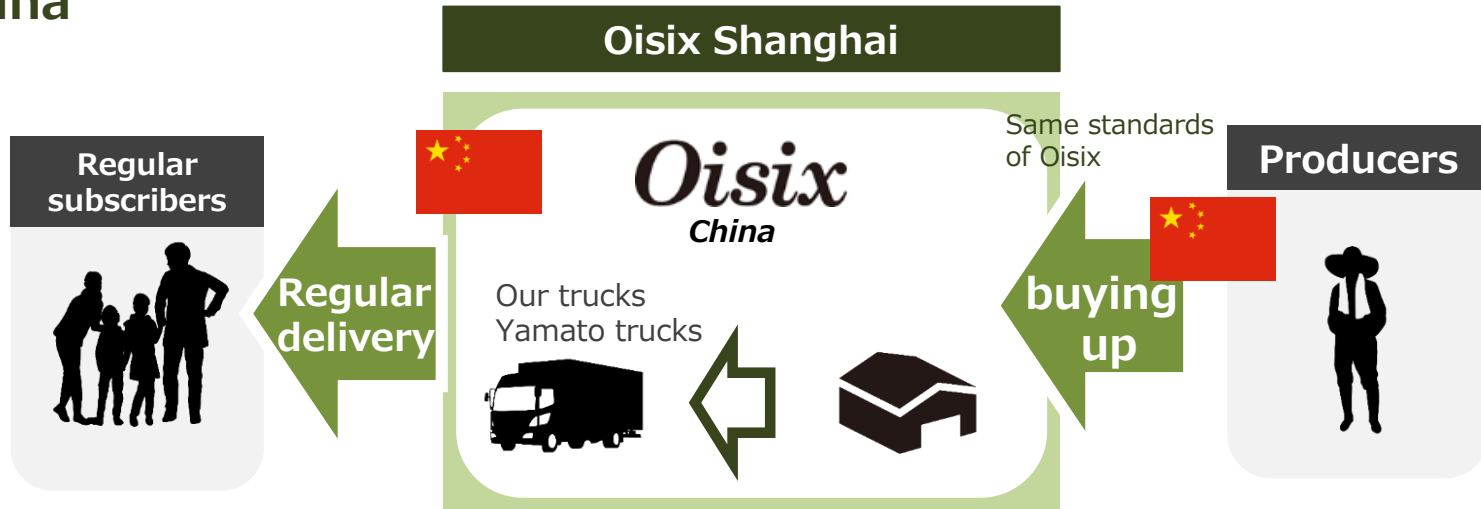 Oisix Shanghai
Regular
subscribers
Regular
delivery
Oisix
China
Our trucks
Yamato trucks
Same standards
of Oisix
buying
up
Producers